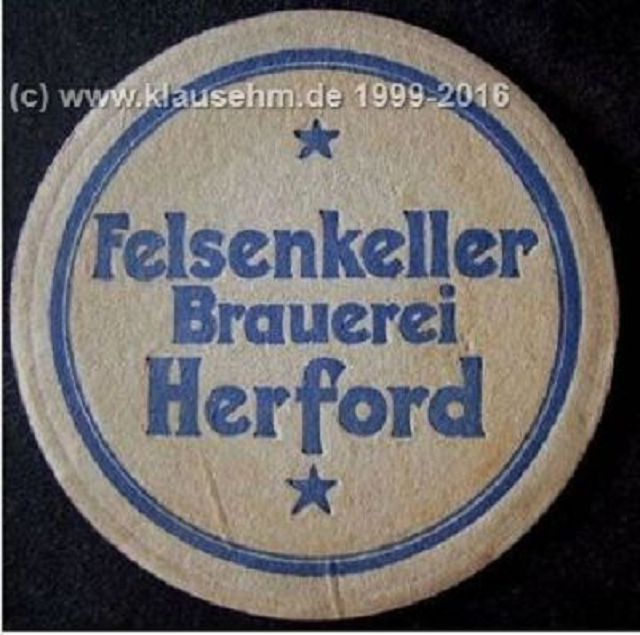 (c) www.klausehm.de 1999-2016
Felsenkeller
Brauerei
Herford